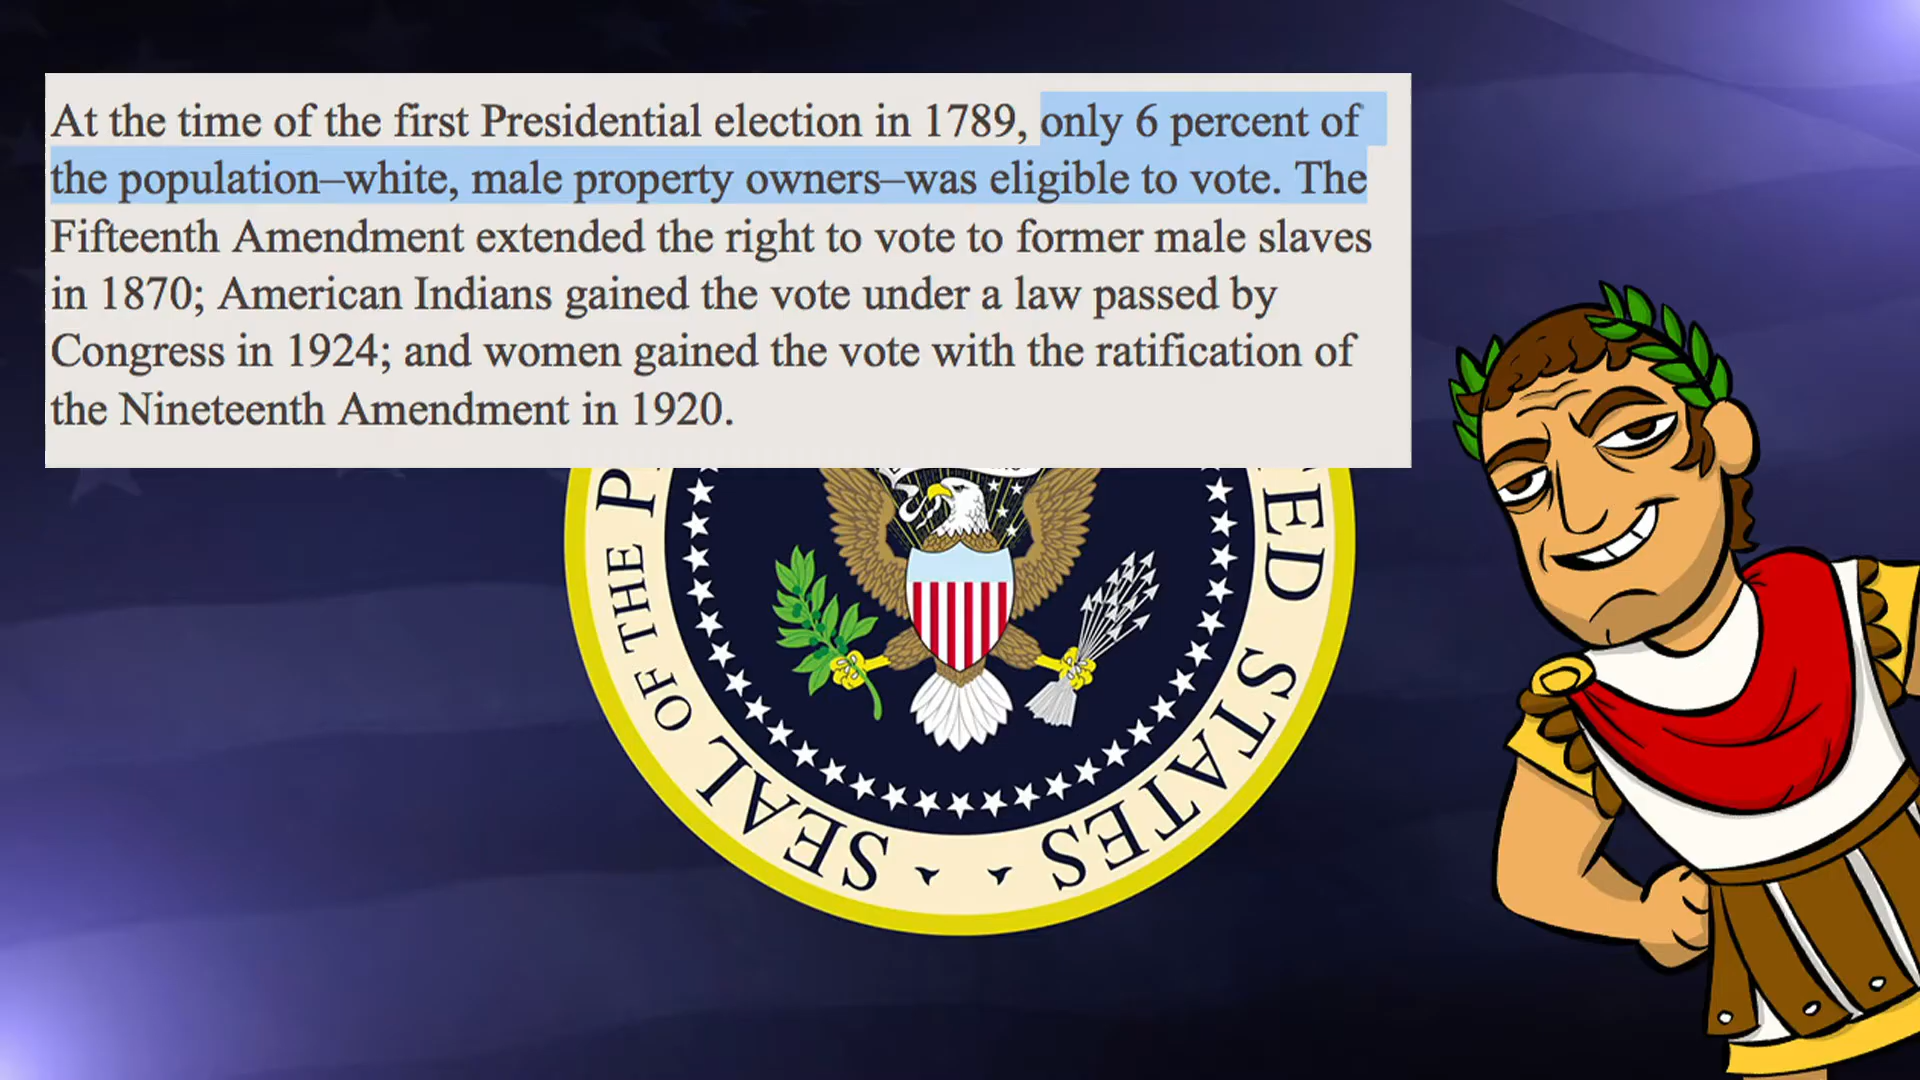 At the time of the first Presidential election in 1789, only 6 percent of
the population–white, male property owners–was eligible to vote. The
Fifteenth Amendment extended the right to vote to former male slaves
in 1870; American Indians gained the vote under a law passed by
Congress in 1924; and women gained the vote with the ratification of
the Nineteenth Amendment in 1920.
SEAL OF THE P
ED STATES